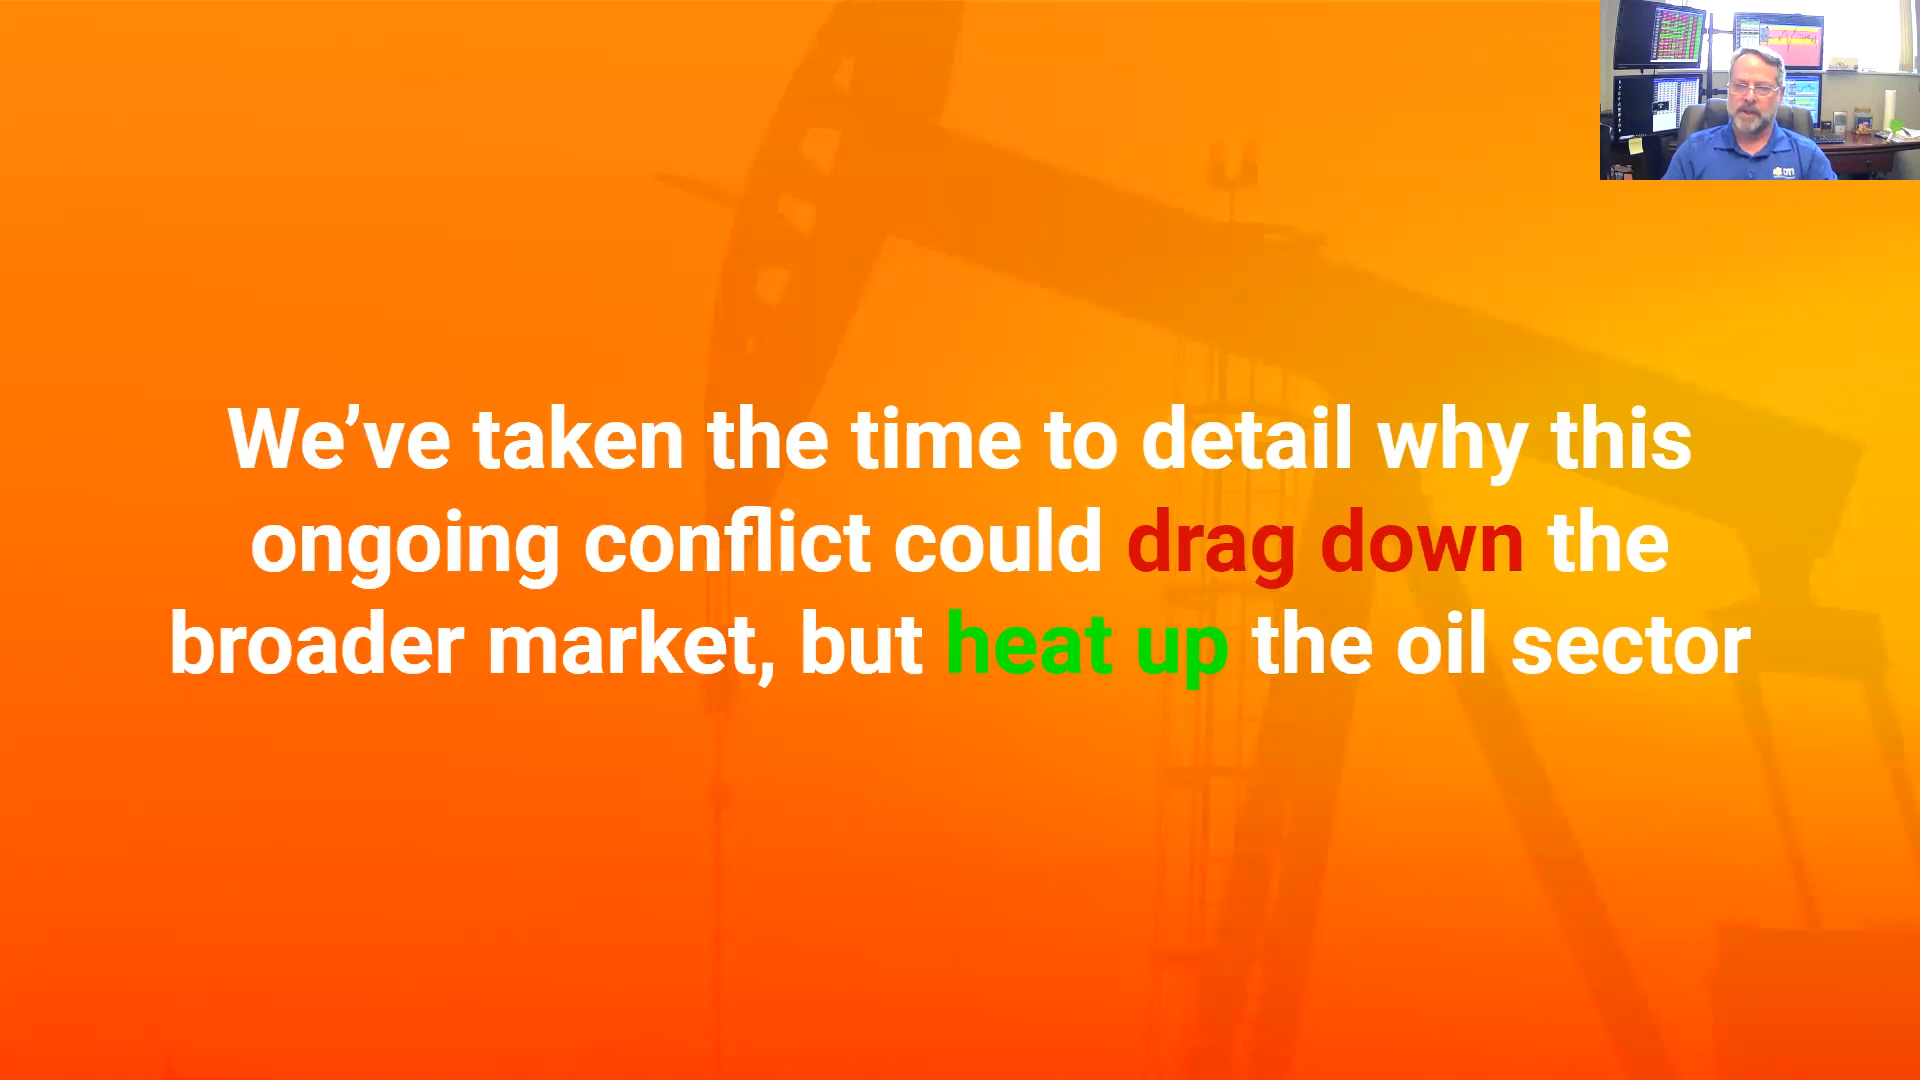 We’ve taken the time to detail why this
ongoing conflict could drag down the
broader market, but heat up the oil sector